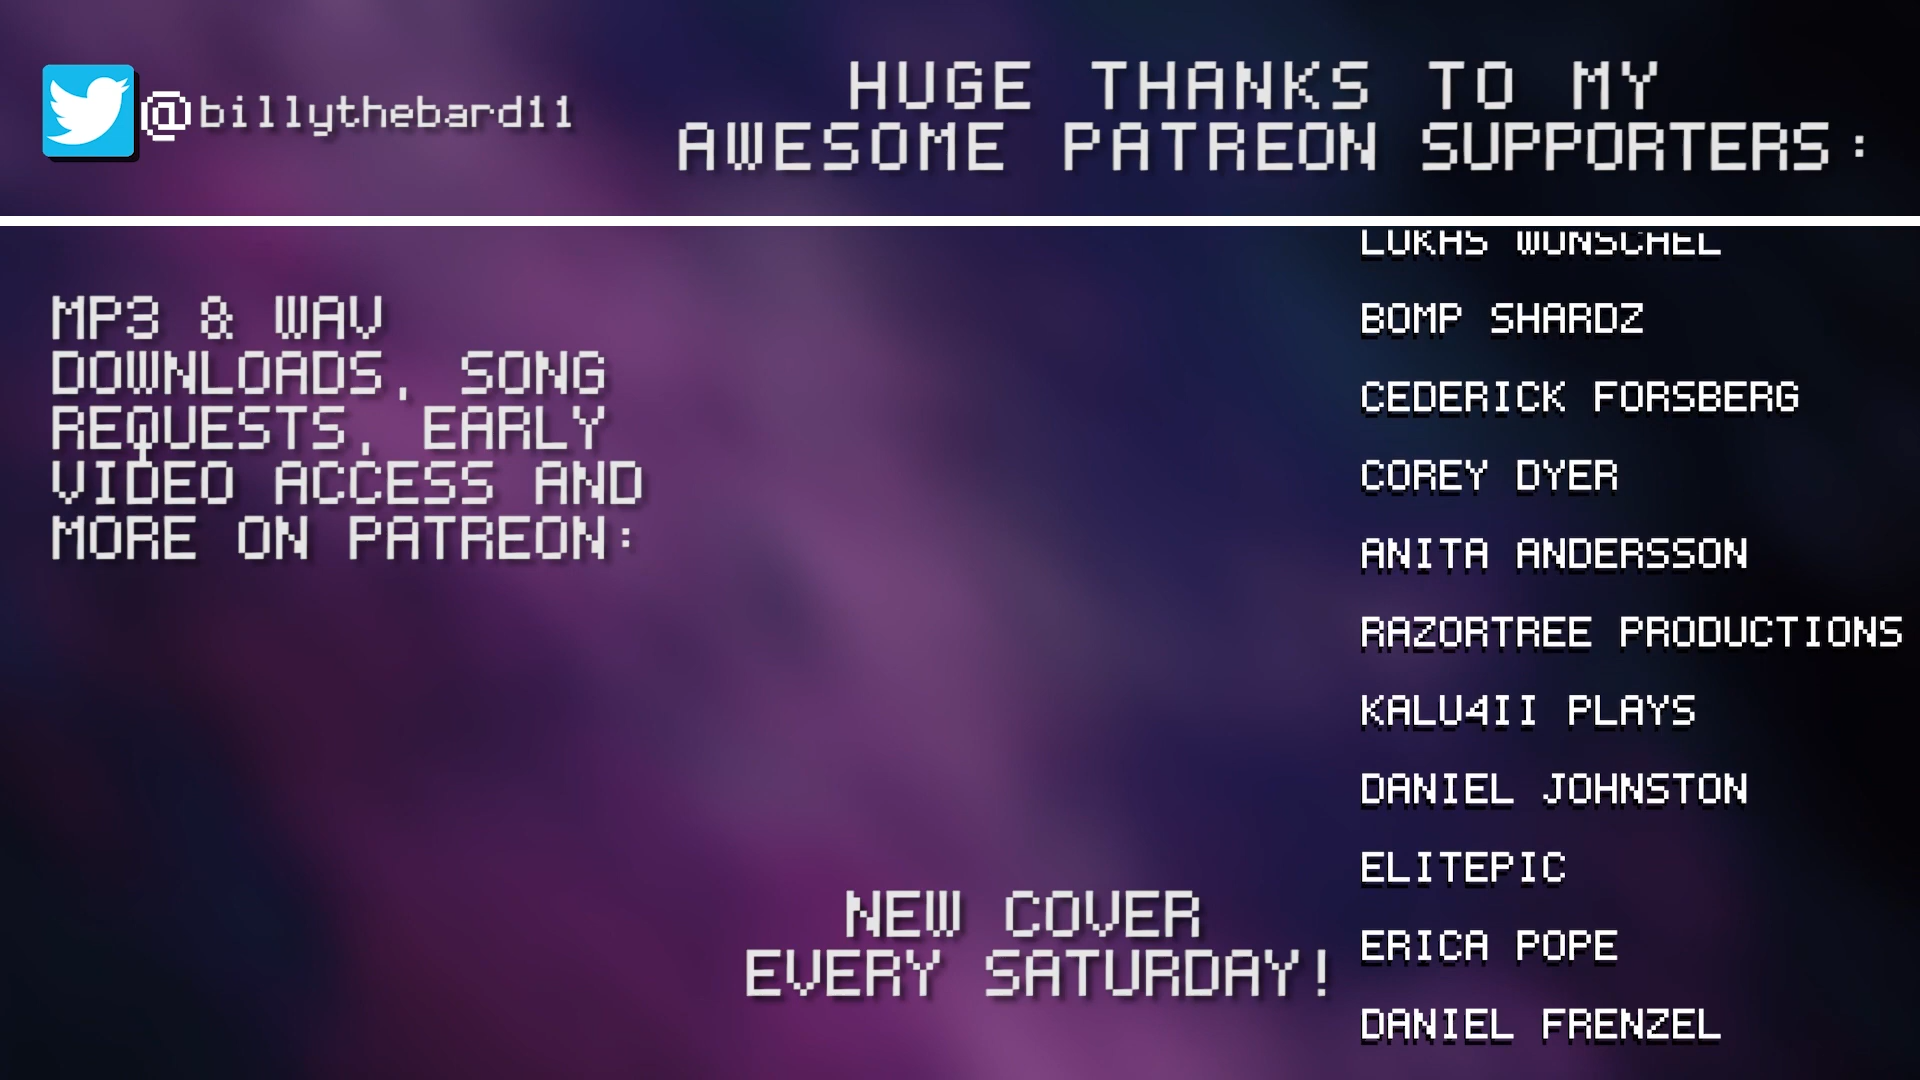 @billythebard11
HUGE THANKS TO MY
AWESOME PATREON SUPPORTERS:
MP3 & WAV
DOWNLOADS, SONG
REQUESTS, EARLY
VIDEO ACCESS AND
MORE ON PATREON:
NEW COVER
EVERY SATURDAY!
LUKAS WUNSCHEL
BOMP SHARDZ
CEDERICK FORSBERG
COREY DYER
ANITA ANDERSSON
RAZORTREE PRODUCTIONS
KALU4II PLAYS
DANIEL JOHNSTON
ELITEPIC
ERICA POPE
DANIEL FRENZEL